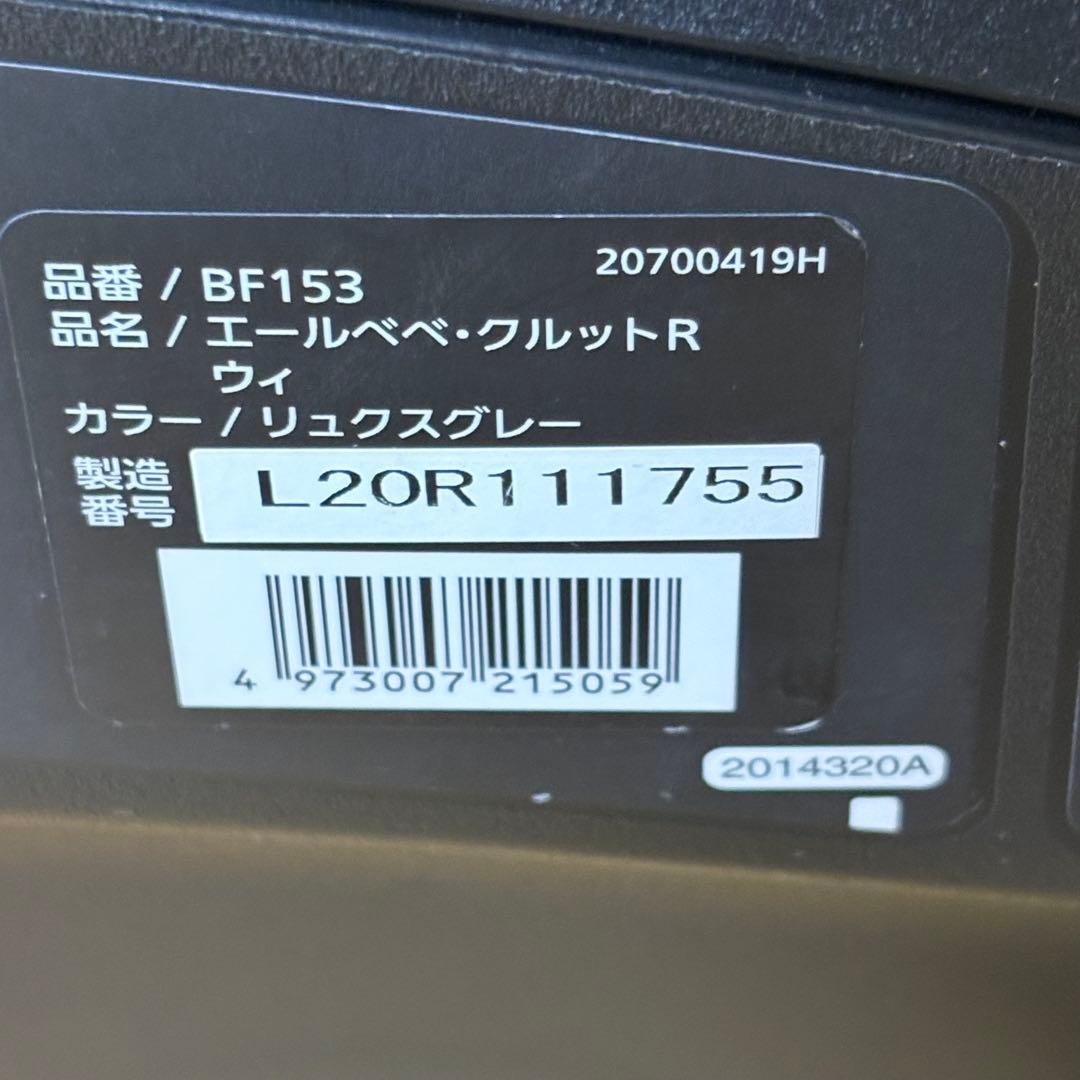 20700419H
品番 / BF153
品名 / エールベベ・クルットR
ウィ
カラー / リュクスグレー
製造
番号
L20R111755
4 973007 215059
2014320A